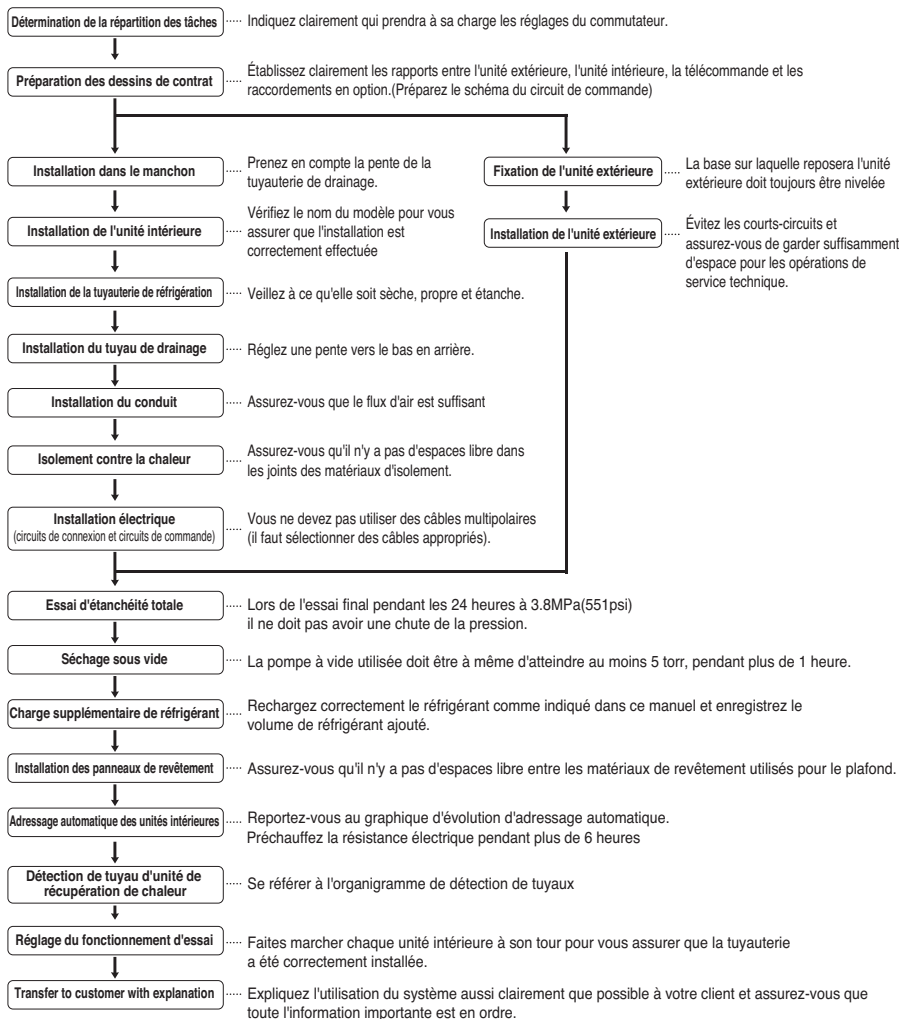 Détermination de la répartition des tâches ..... Indiquez clairement qui prendra à sa charge les réglages du commutateur.
Préparation des dessins de contrat ..... Établissez clairement les rapports entre l'unité extérieure, l'unité intérieure, la télécommande et les
raccordements en option.(Préparez le schéma du circuit de commande)
Installation dans le manchon ..... Prenez en compte la pente de la
tuyauterie de drainage.
Installation de l'unité intérieure ..... Vérifiez le nom du modèle pour vous
assurer que l'installation est
correctement effectuée
Fixation de l'unité extérieure ..... La base sur laquelle reposera l'unité
extérieure doit toujours être nivelée
Installation de l'unité extérieure ..... Évitez les courts-circuits et
assurez-vous de garder suffisamment
d'espace pour les opérations de
service technique.
Installation de la tuyauterie de réfrigération ..... Veillez à ce qu'elle soit sèche, propre et étanche.
Installation du tuyau de drainage ..... Réglez une pente vers le bas en arrière.
Installation du conduit ..... Assurez-vous que le flux d'air est suffisant
Isolement contre la chaleur ..... Assurez-vous qu'il n'y a pas d'espaces libre dans
les joints des matériaux d'isolement.
Installation électrique
(circuits de connexion et circuits de commande) ..... Vous ne devez pas utiliser des câbles multipolaires
(il faut sélectionner des câbles appropriés).
Essai d'étanchéité totale ..... Lors de l'essai final pendant les 24 heures à 3.8MPa(551psi)
il ne doit pas avoir une chute de la pression.
Séchage sous vide ..... La pompe à vide utilisée doit être à même d'atteindre au moins 5 torr, pendant plus de 1 heure.
Charge supplémentaire de réfrigérant ..... Rechargez correctement le réfrigérant comme indiqué dans ce manuel et enregistrez le
volume de réfrigérant ajouté.
Installation des panneaux de revêtement ..... Assurez-vous qu'il n'y a pas d'espaces libre entre les matériaux de revêtement utilisés pour le plafond.
Adressage automatique des unités intérieures ..... Reportez-vous au graphique d'évolution d'adressage automatique.
Préchauffez la résistance électrique pendant plus de 6 heures
Détection de tuyau d'unité de
récupération de chaleur ..... Se référer à l'organigramme de détection de tuyaux
Réglage du fonctionnement d'essai ..... Faites marcher chaque unité intérieure à son tour pour vous assurer que la tuyauterie
a été correctement installée.
Transfer to customer with explanation ..... Expliquez l'utilisation du système aussi clairement que possible à votre client et assurez-vous que
toute l'information importante est en ordre.